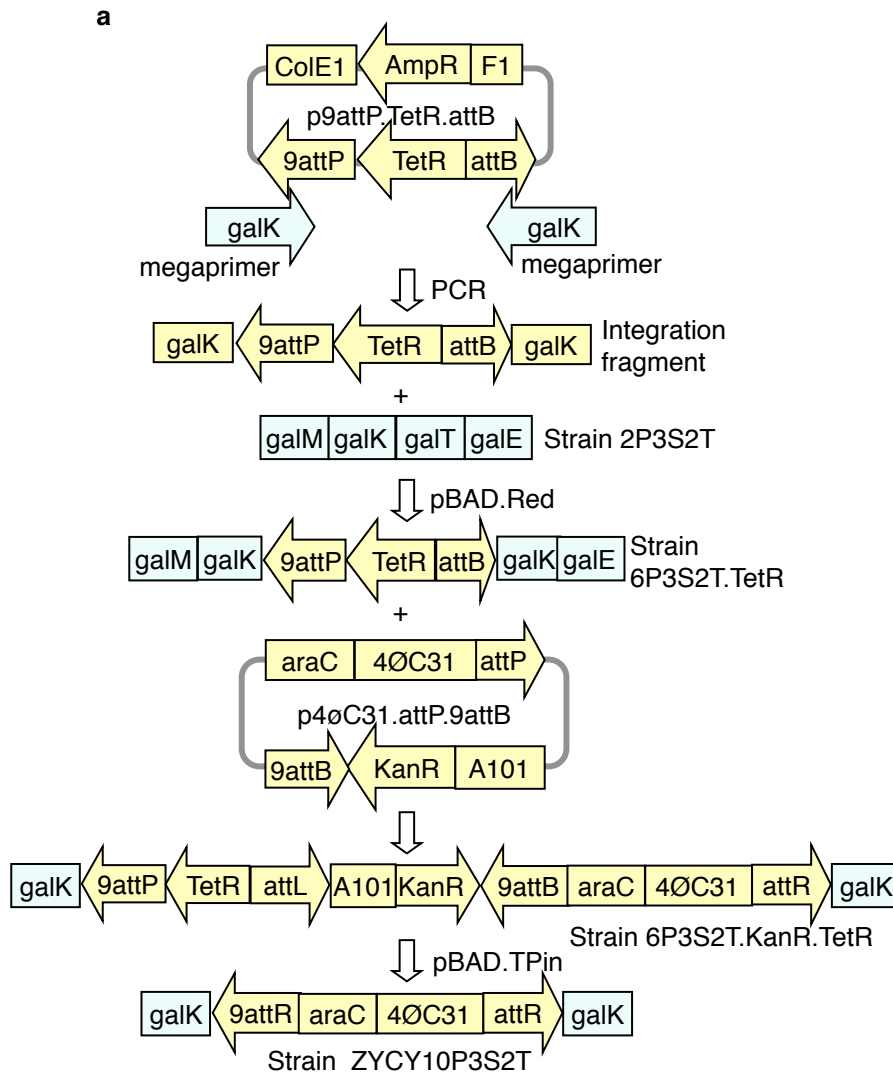 a
ColE1 AmpR F1
p9attP.TetR.attB
9attP TetR attB
galK galK
megaprimer megaprimer
PCR
galK 9attP TetR attB galK Integration
fragment
+
galM galK galT galE Strain 2P3S2T
pBAD.Red
galM galK 9attP TetR attB galK galE Strain
6P3S2T.TetR
+
araC 4ØC31 attP
p4øC31.attP.9attB
9attB KanR A101
galK 9attP TetR attL A101 KanR 9attB araC 4ØC31 attR galK
Strain 6P3S2T.KanR.TetR
pBAD.TPin
galK 9attR araC 4ØC31 attR galK
Strain ZYCY10P3S2T